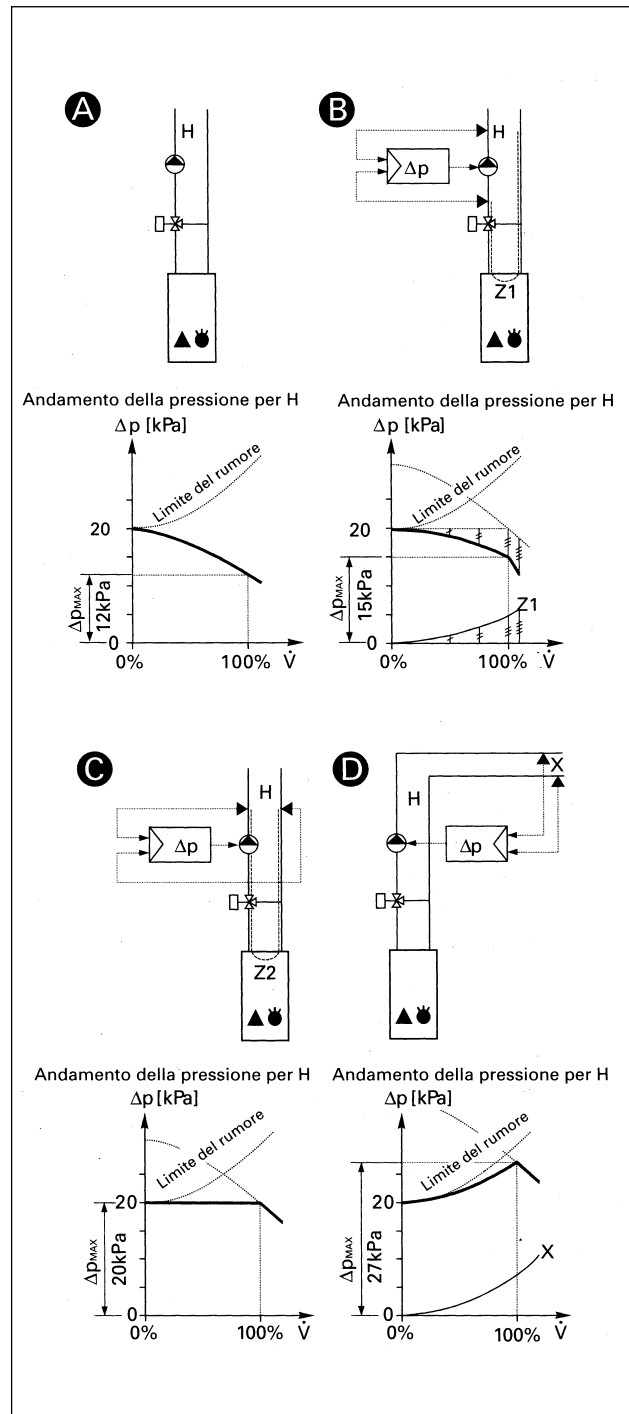 A
B
H
H
Δp
Z1
Andamento della pressione per H
Andamento della pressione per H
Δp [kPa]
Δp [kPa]
Limite del rumore
Limite del rumore
20
20
ΔpMAX
12kPa
ΔpMAX
15kPa
Z1
0
0
0%
100%
V̇
0%
100%
V̇
C
D
H
X
H
Δp
Δp
Z2
Andamento della pressione per H
Andamento della pressione per H
Δp [kPa]
Δp [kPa]
Limite del rumore
Limite del rumore
20
20
ΔpMAX
20kPa
ΔpMAX
27kPa
X
0
0
0%
100%
V̇
0%
100%
V̇